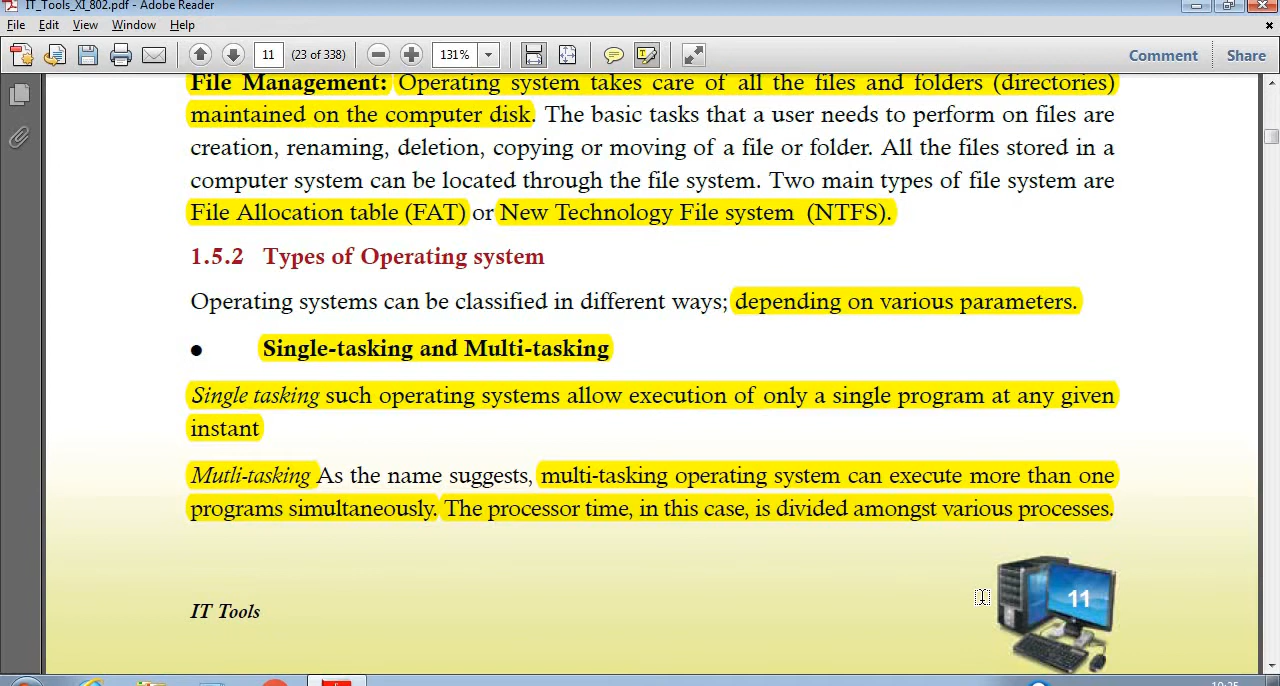 IT_Tools_XI_802.pdf - Adobe Reader
File Edit View Window Help
11 (23 of 338) 131% Comment Share
File Management: Operating system takes care of all the files and folders (directories)
maintained on the computer disk. The basic tasks that a user needs to perform on files are
creation, renaming, deletion, copying or moving of a file or folder. All the files stored in a
computer system can be located through the file system. Two main types of file system are
File Allocation table (FAT) or New Technology File system (NTFS).
1.5.2 Types of Operating system
Operating systems can be classified in different ways; depending on various parameters.
● Single-tasking and Multi-tasking
Single tasking such operating systems allow execution of only a single program at any given
instant
Mutli-tasking As the name suggests, multi-tasking operating system can execute more than one
programs simultaneously. The processor time, in this case, is divided amongst various processes.
11
IT Tools